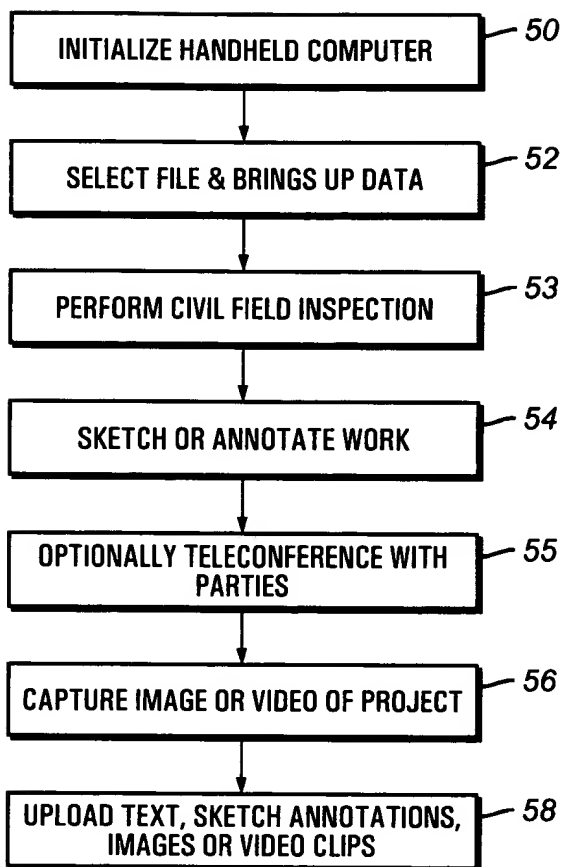 INITIALIZE HANDHELD COMPUTER
50
SELECT FILE & BRINGS UP DATA
52
PERFORM CIVIL FIELD INSPECTION
53
SKETCH OR ANNOTATE WORK
54
OPTIONALLY TELECONFERENCE WITH
PARTIES
55
CAPTURE IMAGE OR VIDEO OF PROJECT
56
UPLOAD TEXT, SKETCH ANNOTATIONS,
IMAGES OR VIDEO CLIPS
58